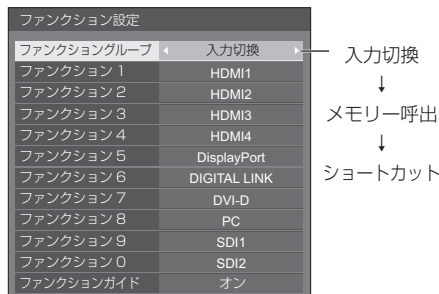 ファンクション設定
ファンクショングループ 入力切換
ファンクション 1 HDMI1
ファンクション 2 HDMI2
ファンクション 3 HDMI3
ファンクション 4 HDMI4
ファンクション 5 DisplayPort
ファンクション 6 DIGITAL LINK
ファンクション 7 DVI-D
ファンクション 8 PC
ファンクション 9 SDI1
ファンクション 0 SDI2
ファンクションガイド オン
入力切換
↓
メモリー呼出
↓
ショートカット